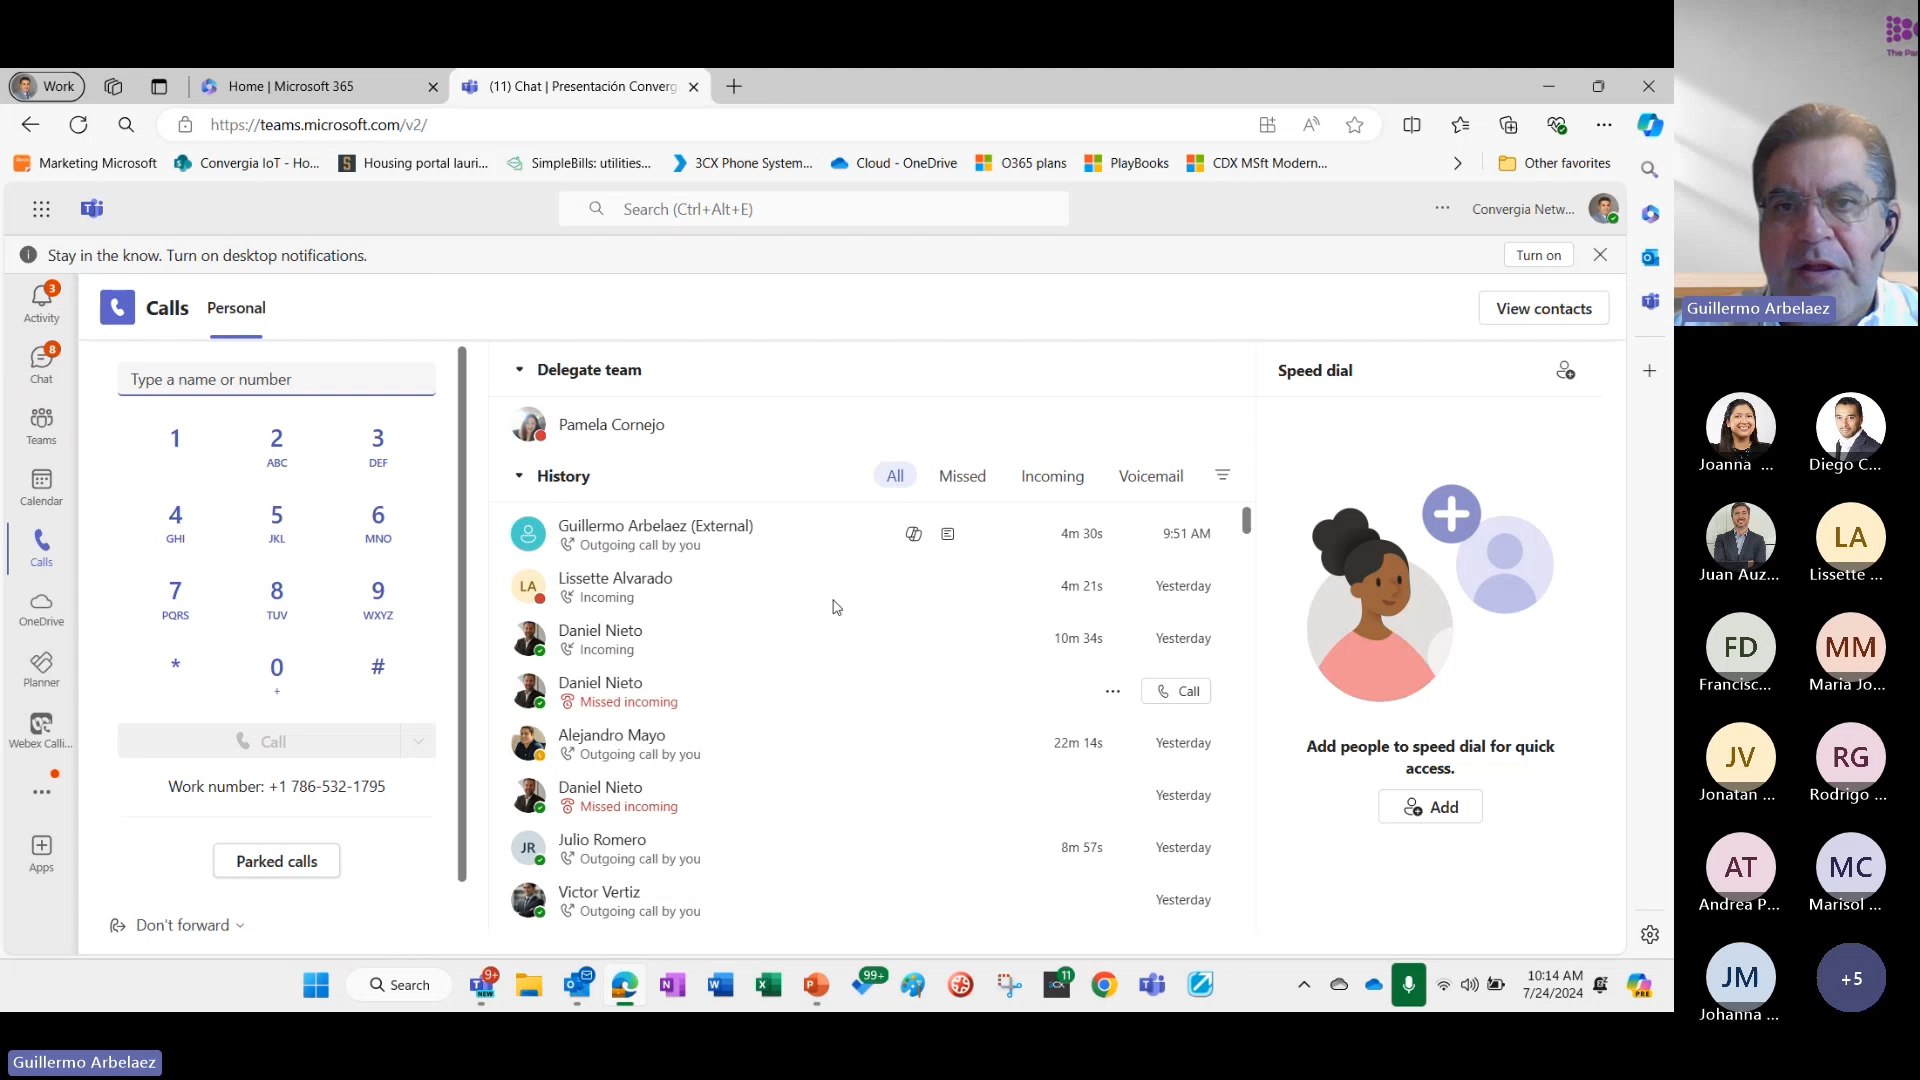 Work
Home | Microsoft 365
(11) Chat | Presentación Converg
https://teams.microsoft.com/v2/
Marketing Microsoft
Convergia IoT - Ho...
Housing portal lauri...
SimpleBills: utilities...
3CX Phone System...
Cloud - OneDrive
O365 plans
PlayBooks
CDX MSft Modern...
Other favorites
Search (Ctrl+Alt+E)
Convergia Netw...
Stay in the know. Turn on desktop notifications.
Turn on
3
Activity
8
Chat
Teams
Calendar
Calls
OneDrive
Planner
Webex Calli...
Apps
Calls
Personal
View contacts
Type a name or number
1
2
ABC
3
DEF
4
GHI
5
JKL
6
MNO
7
PQRS
8
TUV
9
WXYZ
*
0
+
#
Call
Work number: +1 786-532-1795
Parked calls
Don't forward
Delegate team
Pamela Cornejo
History
All
Missed
Incoming
Voicemail
Guillermo Arbelaez (External)
Outgoing call by you
4m 30s
9:51 AM
LA
Lissette Alvarado
Incoming
4m 21s
Yesterday
Daniel Nieto
Incoming
10m 34s
Yesterday
Daniel Nieto
Missed incoming
Call
Alejandro Mayo
Outgoing call by you
22m 14s
Yesterday
Daniel Nieto
Missed incoming
Yesterday
JR
Julio Romero
Outgoing call by you
8m 57s
Yesterday
Victor Vertiz
Outgoing call by you
Yesterday
Speed dial
Add people to speed dial for quick
access.
Add
Search
9+
NEW
99+
11
10:14 AM
7/24/2024
PRE
Guillermo Arbelaez
Joanna ...
Diego C...
Juan Auz...
LA
Lissette ...
FD
Francisc...
MM
Maria Jo...
JV
Jonatan ...
RG
Rodrigo ...
AT
Andrea P...
MC
Marisol ...
JM
Johanna ...
+5
Guillermo Arbelaez